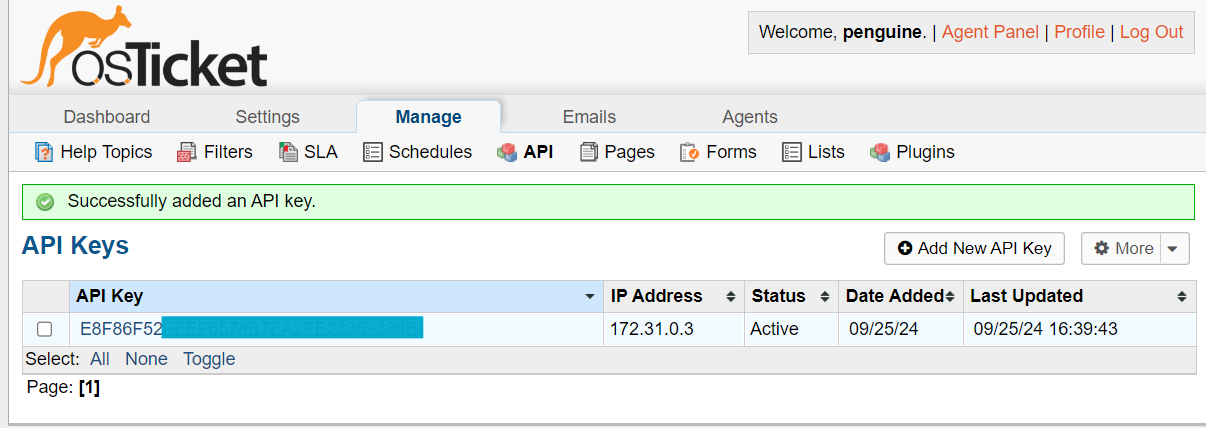 osTicket
Welcome, penguine. | Agent Panel | Profile | Log Out
Dashboard Settings Manage Emails Agents
Help Topics Filters SLA Schedules API Pages Forms Lists Plugins
Successfully added an API key.
API Keys
Add New API Key More
API Key IP Address Status Date Added Last Updated
E8F86F52 172.31.0.3 Active 09/25/24 09/25/24 16:39:43
Select: All None Toggle
Page: [1]